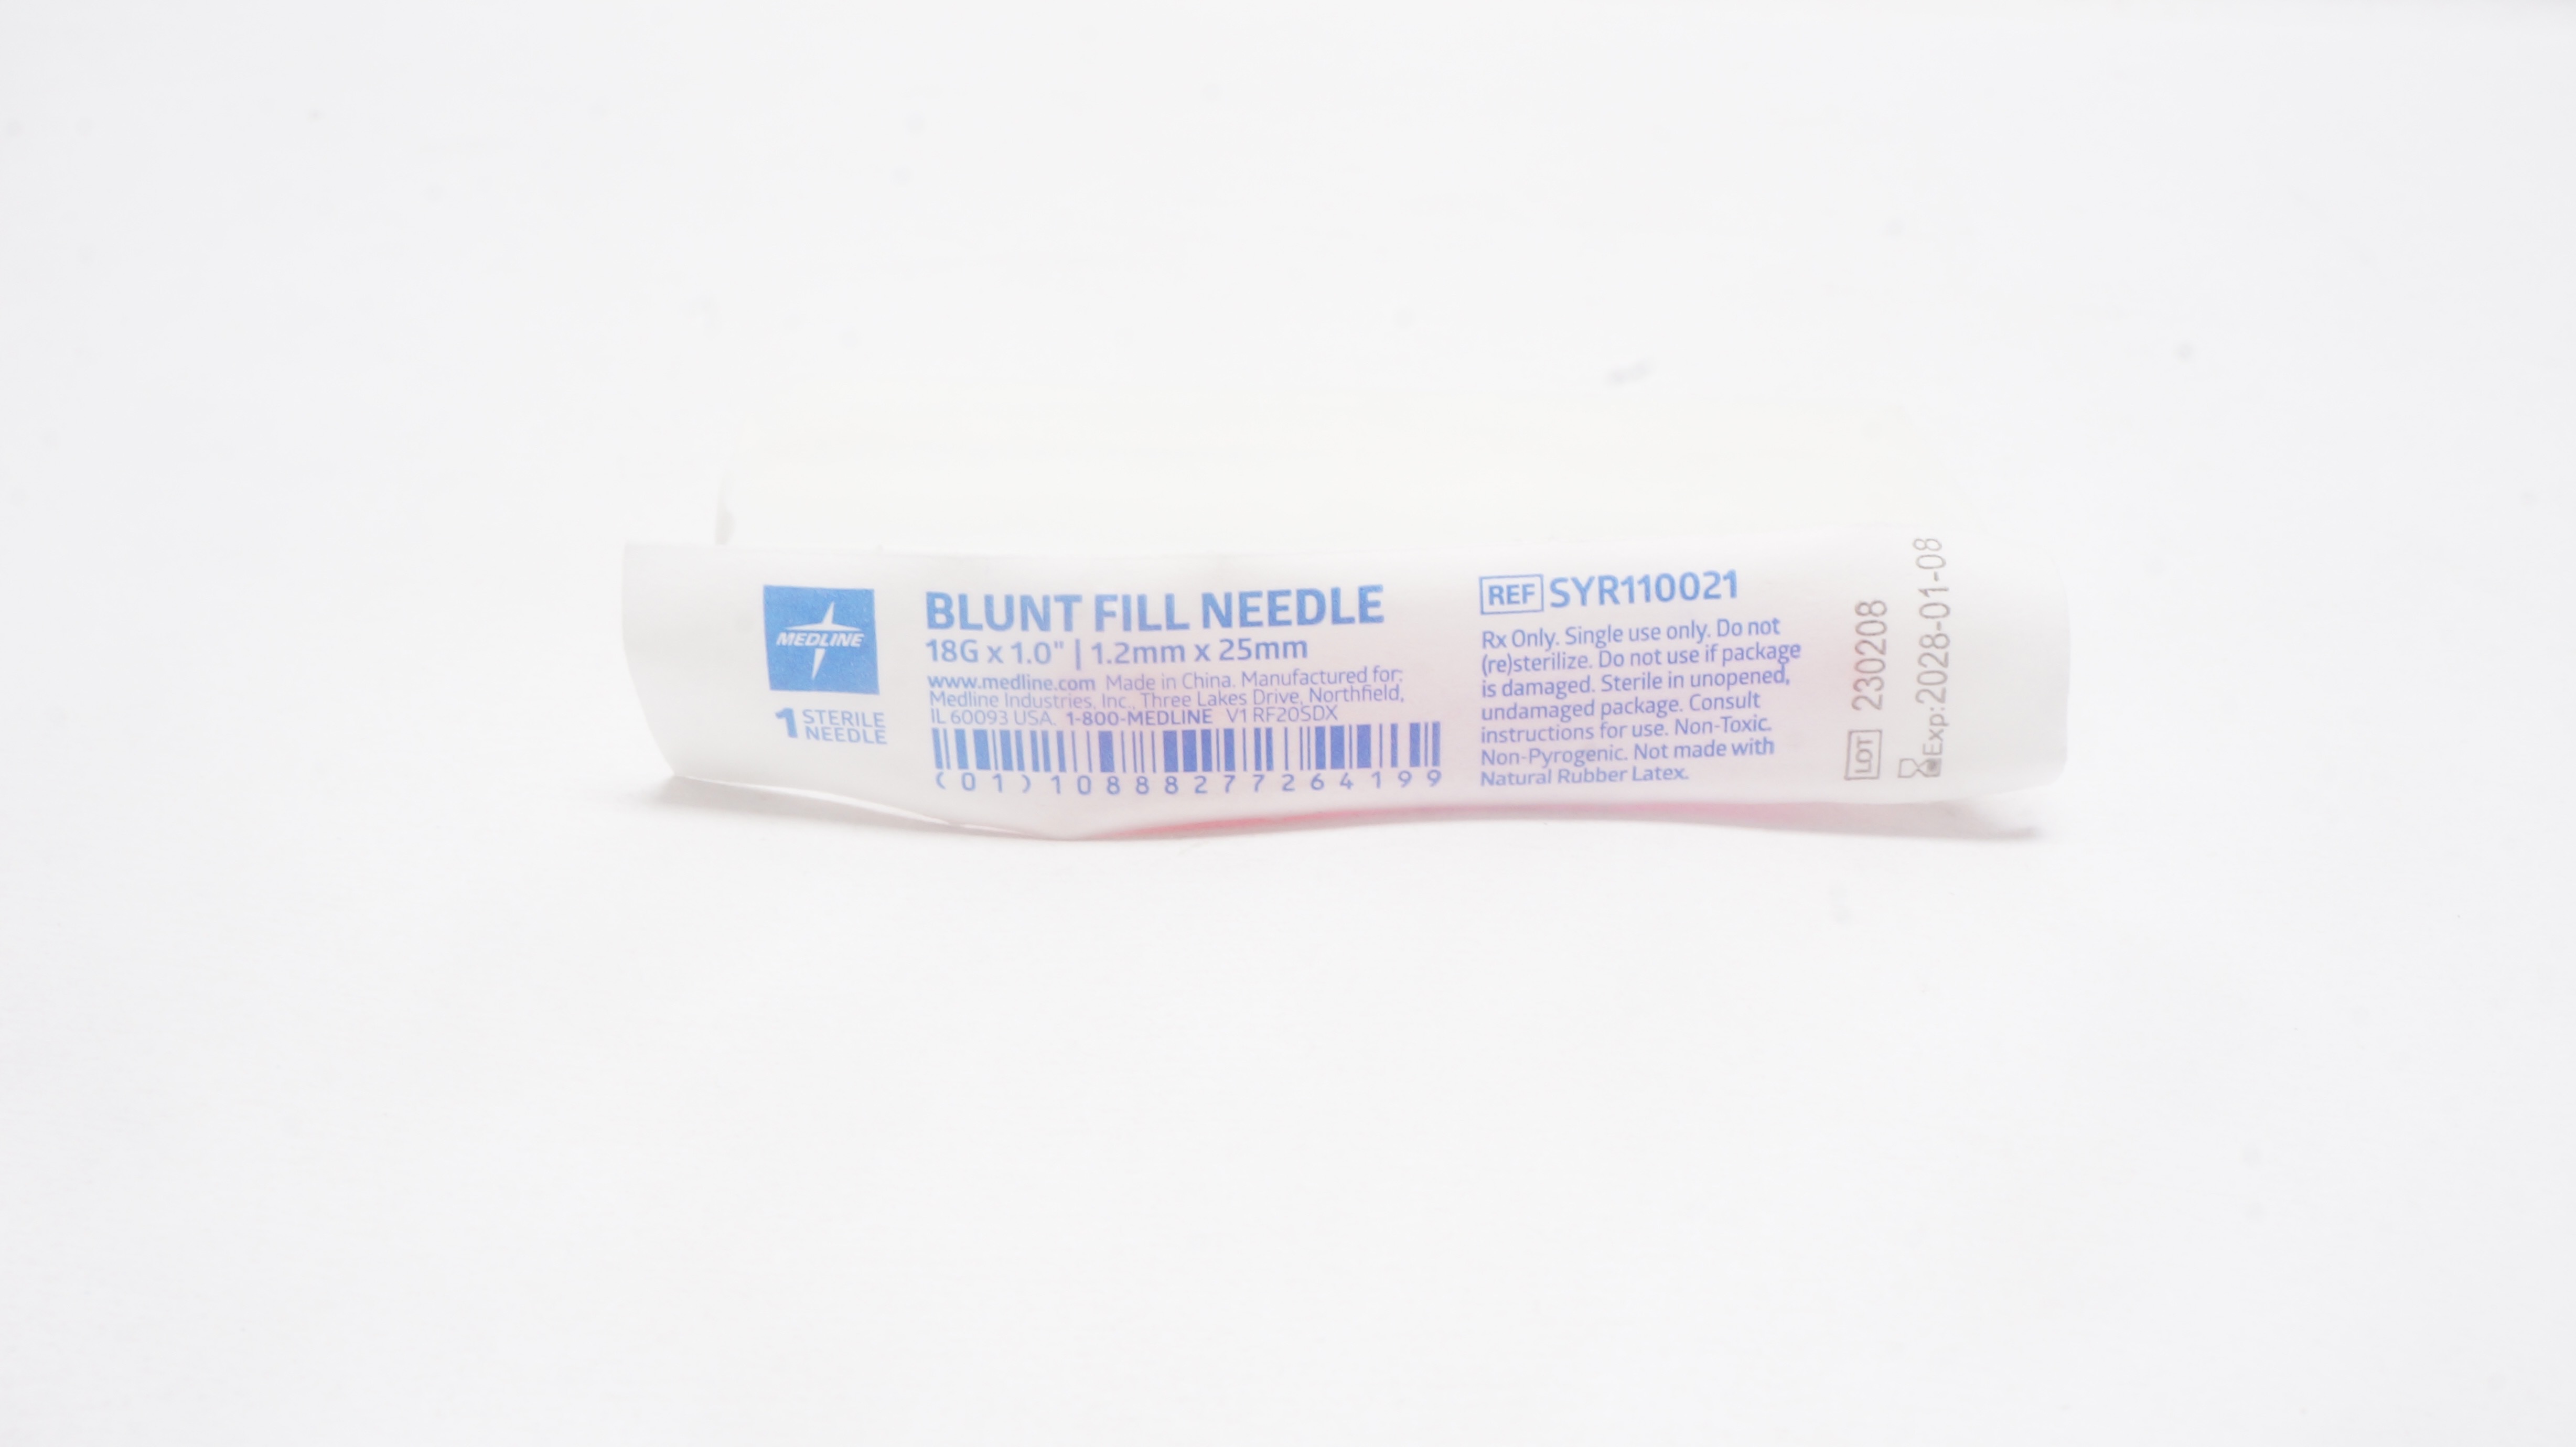 MEDLINE
1 STERILE
NEEDLE
BLUNT FILL NEEDLE
18G x 1.0" | 1.2mm x 25mm
www.medline.com Made in China. Manufactured for:
Medline Industries, Inc., Three Lakes Drive, Northfield,
IL 60093 USA. 1-800-MEDLINE V1 RF20SDX
(01)10888277264199
REF SYR110021
Rx Only. Single use only. Do not
(re)sterilize. Do not use if package
is damaged. Sterile in unopened,
undamaged package. Consult
instructions for use. Non-Toxic.
Non-Pyrogenic. Not made with
Natural Rubber Latex.
LOT 230208
Exp:2028-01-08